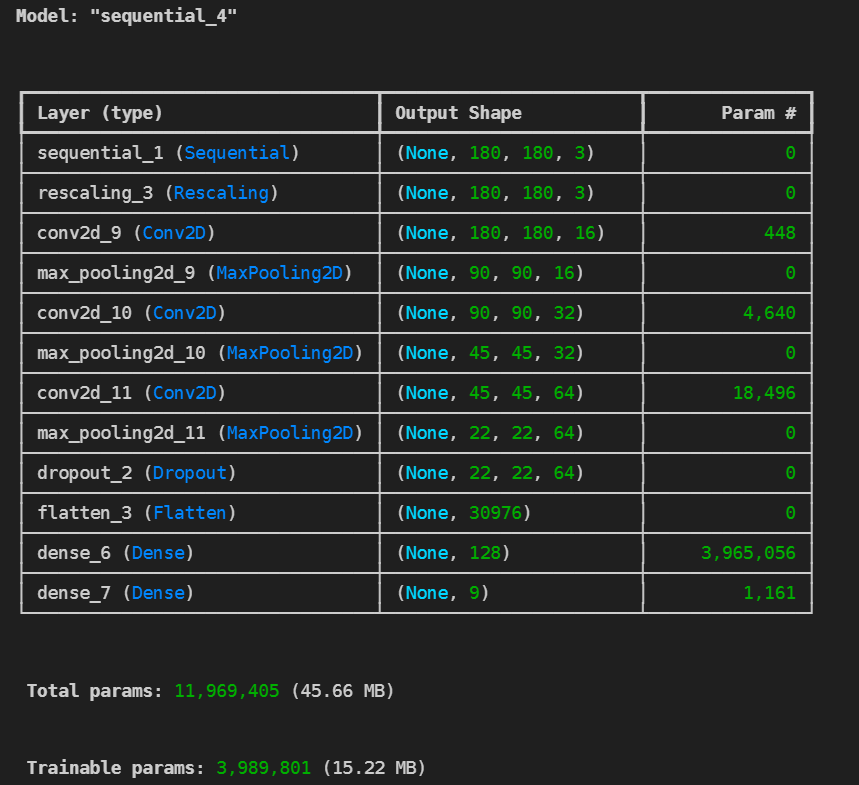 Model: "sequential_4"
Layer (type) Output Shape Param #
sequential_1 (Sequential) (None, 180, 180, 3) 0
rescaling_3 (Rescaling) (None, 180, 180, 3) 0
conv2d_9 (Conv2D) (None, 180, 180, 16) 448
max_pooling2d_9 (MaxPooling2D) (None, 90, 90, 16) 0
conv2d_10 (Conv2D) (None, 90, 90, 32) 4,640
max_pooling2d_10 (MaxPooling2D) (None, 45, 45, 32) 0
conv2d_11 (Conv2D) (None, 45, 45, 64) 18,496
max_pooling2d_11 (MaxPooling2D) (None, 22, 22, 64) 0
dropout_2 (Dropout) (None, 22, 22, 64) 0
flatten_3 (Flatten) (None, 30976) 0
dense_6 (Dense) (None, 128) 3,965,056
dense_7 (Dense) (None, 9) 1,161
Total params: 11,969,405 (45.66 MB)
Trainable params: 3,989,801 (15.22 MB)